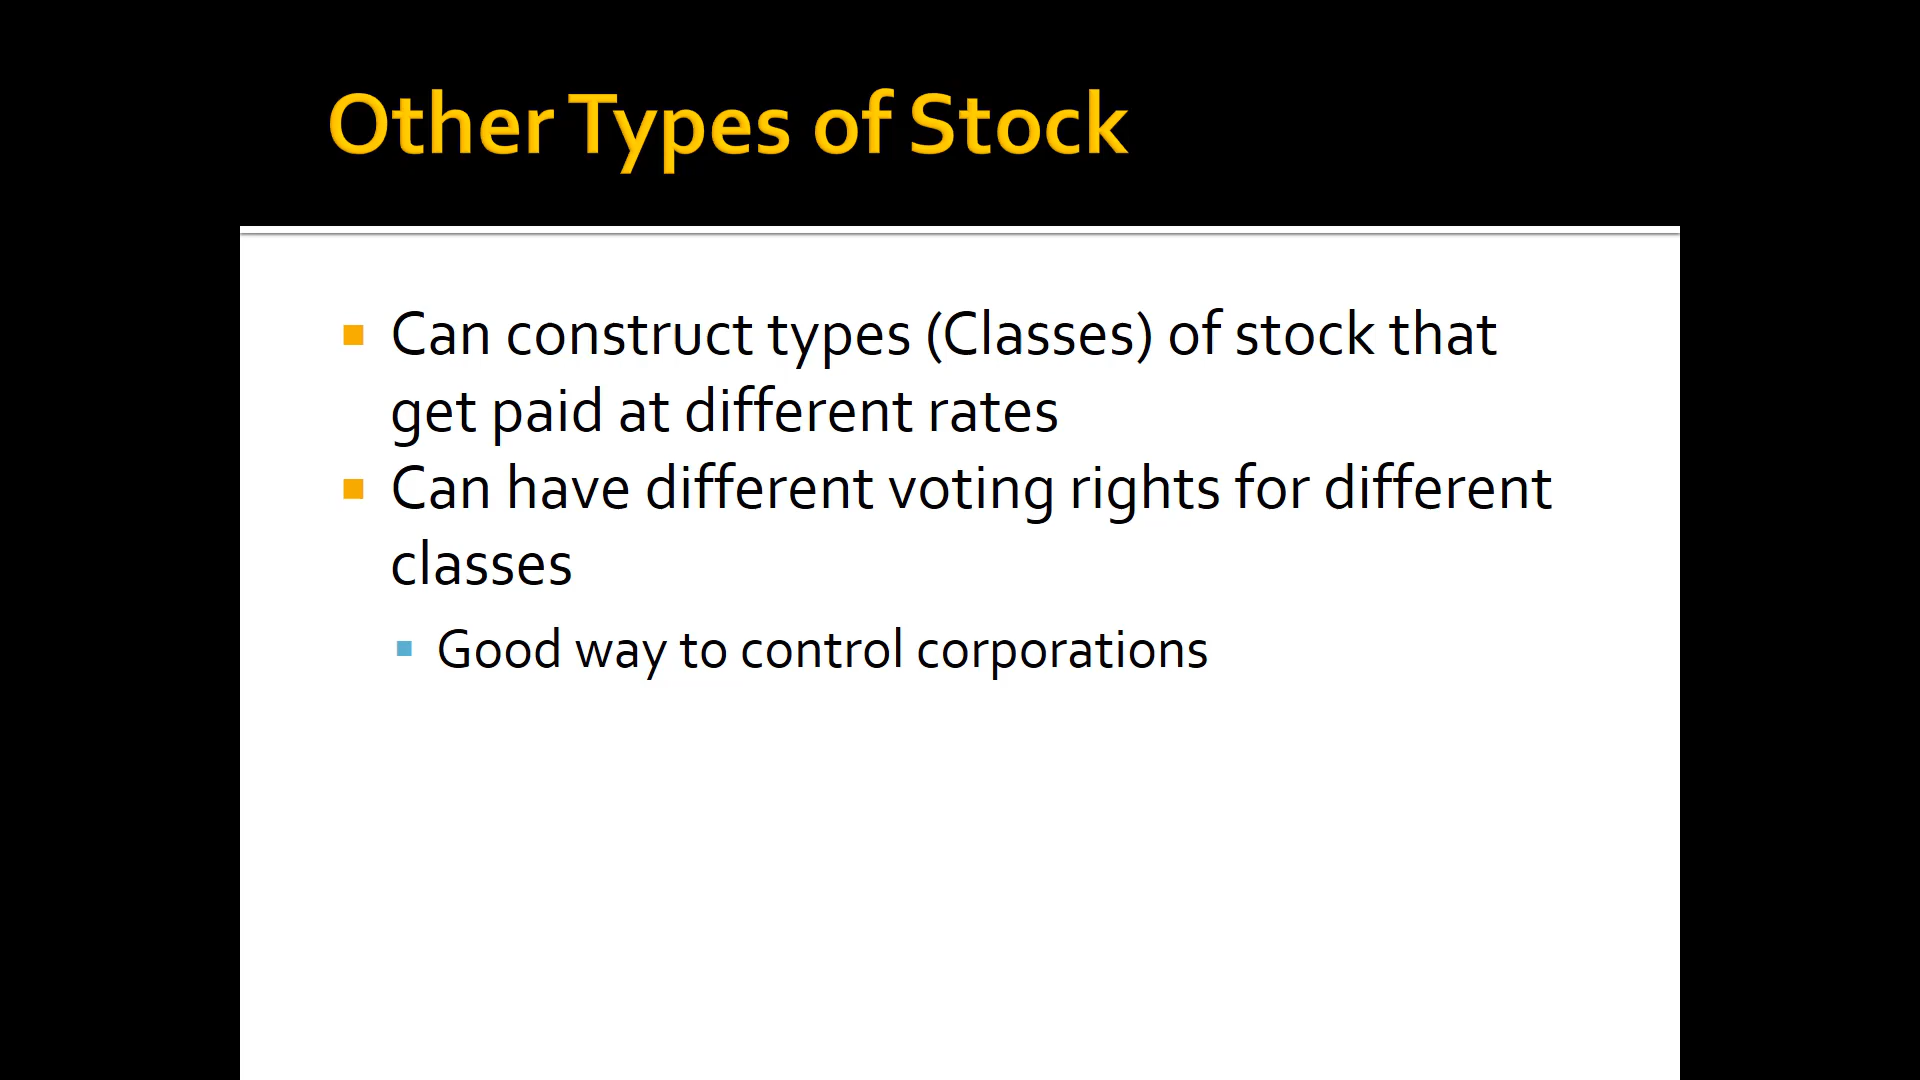 Other Types of Stock
Can construct types (Classes) of stock that
get paid at different rates
Can have different voting rights for different
classes
Good way to control corporations